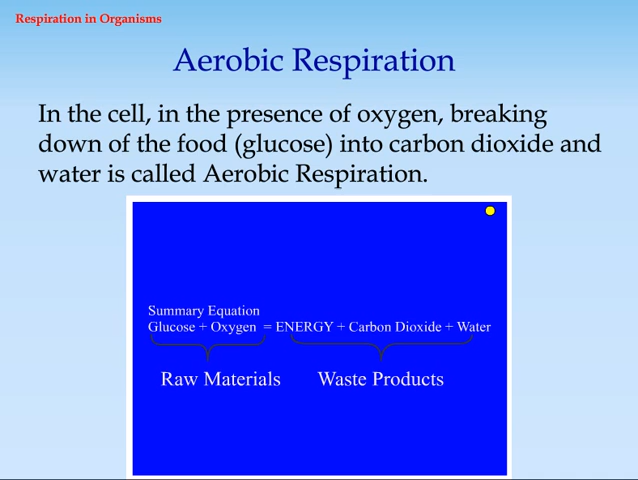 Respiration in Organisms
Aerobic Respiration
In the cell, in the presence of oxygen, breaking
down of the food (glucose) into carbon dioxide and
water is called Aerobic Respiration.
Summary Equation
Glucose + Oxygen = ENERGY + Carbon Dioxide + Water
Raw Materials Waste Products